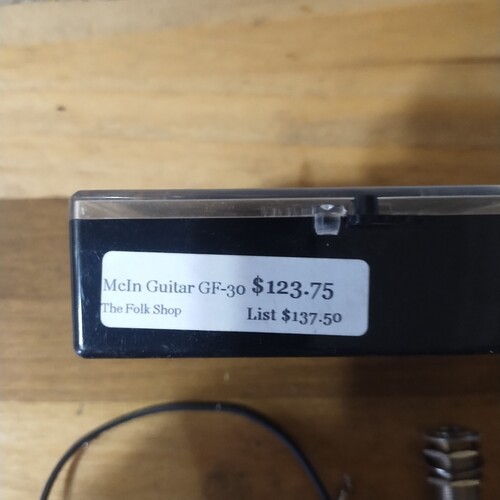 McIn Guitar GF-30 $123.75
The Folk Shop List $137.50